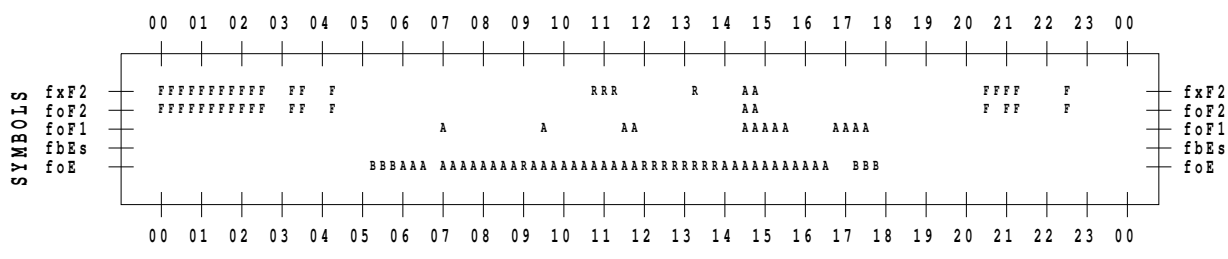 00 01 02 03 04 05 06 07 08 09 10 11 12 13 14 15 16 17 18 19 20 21 22 23 00
SYMBOLS
fxF2 FFFFFFFFFFF FF F RRR R AA FFFF F fxF2
foF2 FFFFFFFFFFF FF F AA F FF F foF2
foF1 A A AA AAAAA AAAA foF1
fbEs fbEs
foE BBBAAA AAAAAAAARAAAAAAAAAAARRRRRRRRAAAAAAAAAAA BBB foE
00 01 02 03 04 05 06 07 08 09 10 11 12 13 14 15 16 17 18 19 20 21 22 23 00